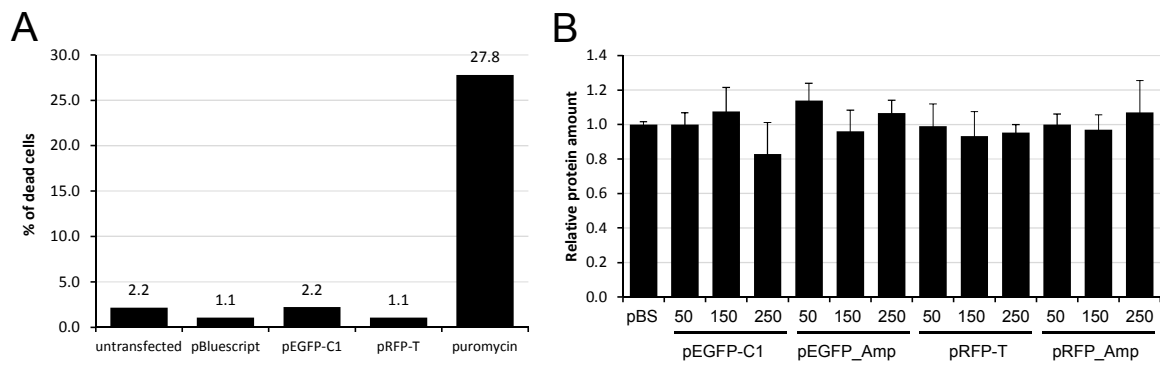 A
% of dead cells
30.0
25.0
20.0
15.0
10.0
5.0
0.0
2.2
1.1
2.2
1.1
27.8
untransfected pBluescript pEGFP-C1 pRFP-T puromycin
B
Relative protein amount
1.4
1.2
1.0
0.8
0.6
0.4
0.2
0.0
pBS 50 150 250 50 150 250 50 150 250 50 150 250
pEGFP-C1 pEGFP_Amp pRFP-T pRFP_Amp